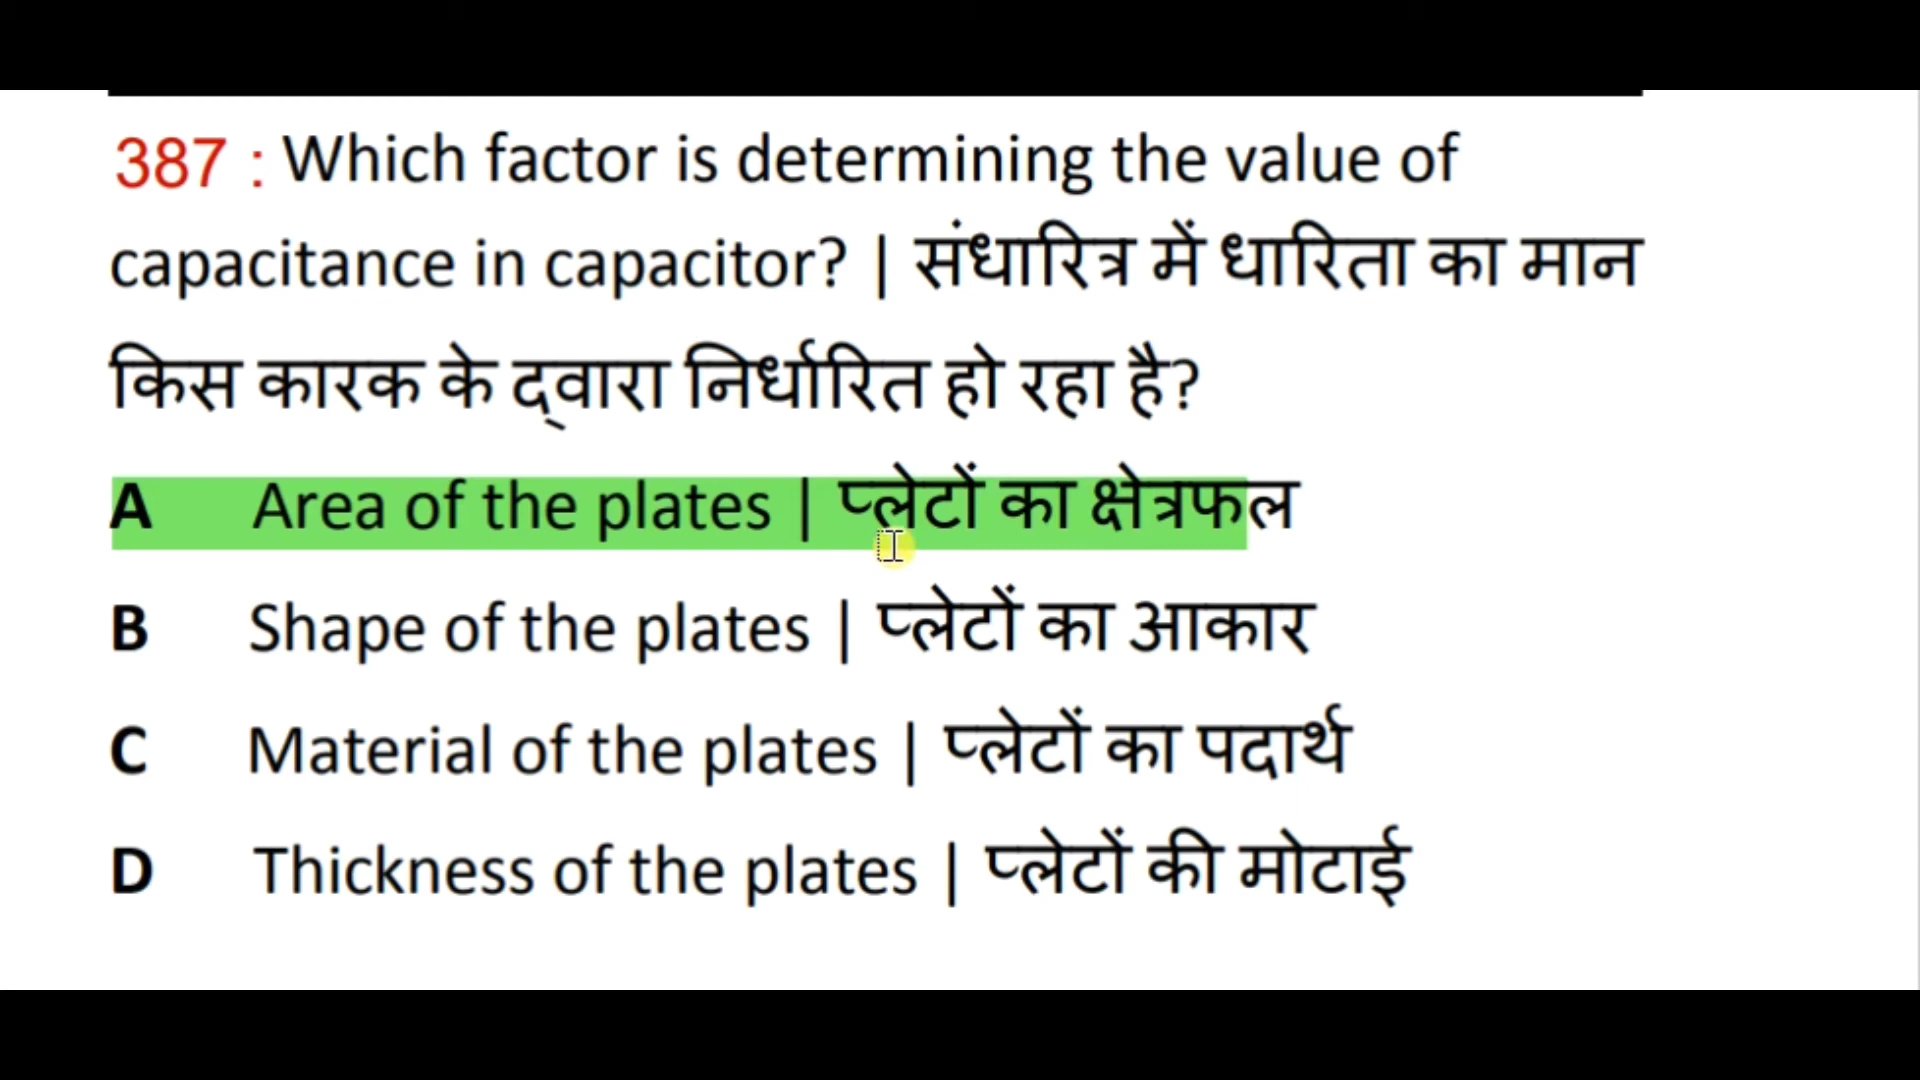 387 : Which factor is determining the value of
capacitance in capacitor? | संधारित्र में धारिता का मान
किस कारक के द्वारा निर्धारित हो रहा है?
A Area of the plates | प्लेटों का क्षेत्रफल
B Shape of the plates | प्लेटों का आकार
C Material of the plates | प्लेटों का पदार्थ
D Thickness of the plates | प्लेटों की मोटाई